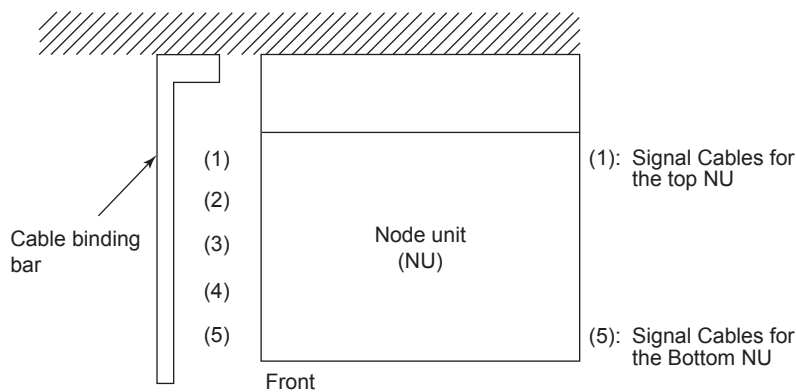 (1)
(2)
(3)
(4)
(5)
Cable binding
bar
Node unit
(NU)
Front
(1): Signal Cables for
the top NU
(5): Signal Cables for
the Bottom NU